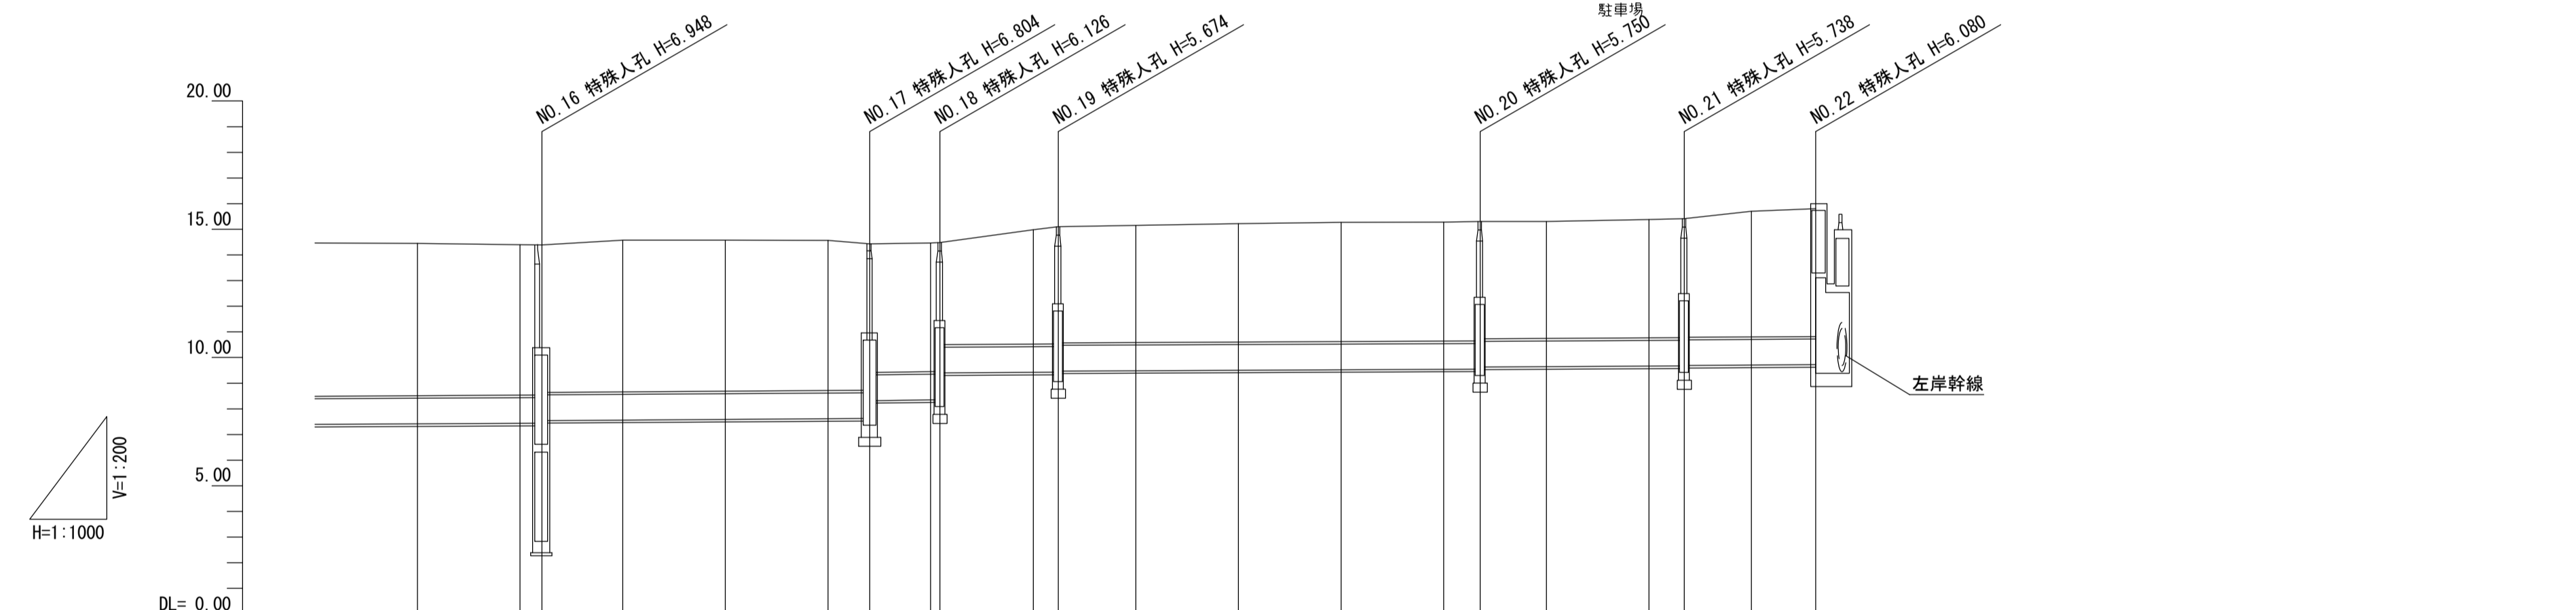 駐車場
NO.16 特殊人孔 H=6.948
NO.17 特殊人孔 H=6.804
NO.18 特殊人孔 H=6.126
NO.19 特殊人孔 H=5.674
NO.20 特殊人孔 H=5.750
NO.21 特殊人孔 H=5.738
NO.22 特殊人孔 H=6.080
20.00
15.00
10.00
左岸幹線
5.00
V=1:200
H=1:1000
DL= 0.00